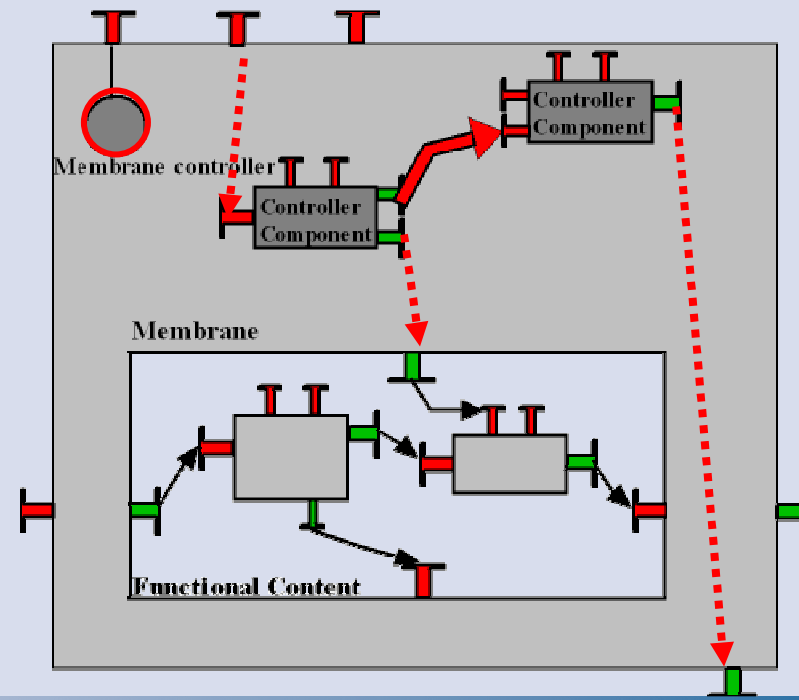 Controller
Component
Membrane controller
Controller
Component
Membrane
Functional Content